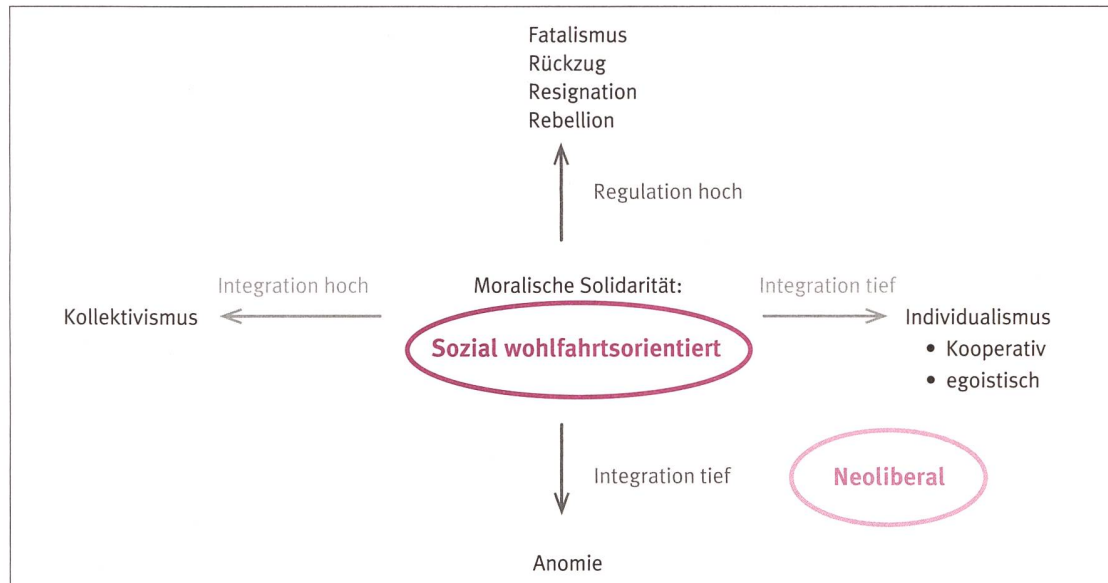 Fatalismus
Rückzug
Resignation
Rebellion
Regulation hoch
Integration hoch
Moralische Solidarität:
Integration tief
Kollektivismus
Sozial wohlfahrtsorientiert
Individualismus
• Kooperativ
• egoistisch
Integration tief
Neoliberal
Anomie